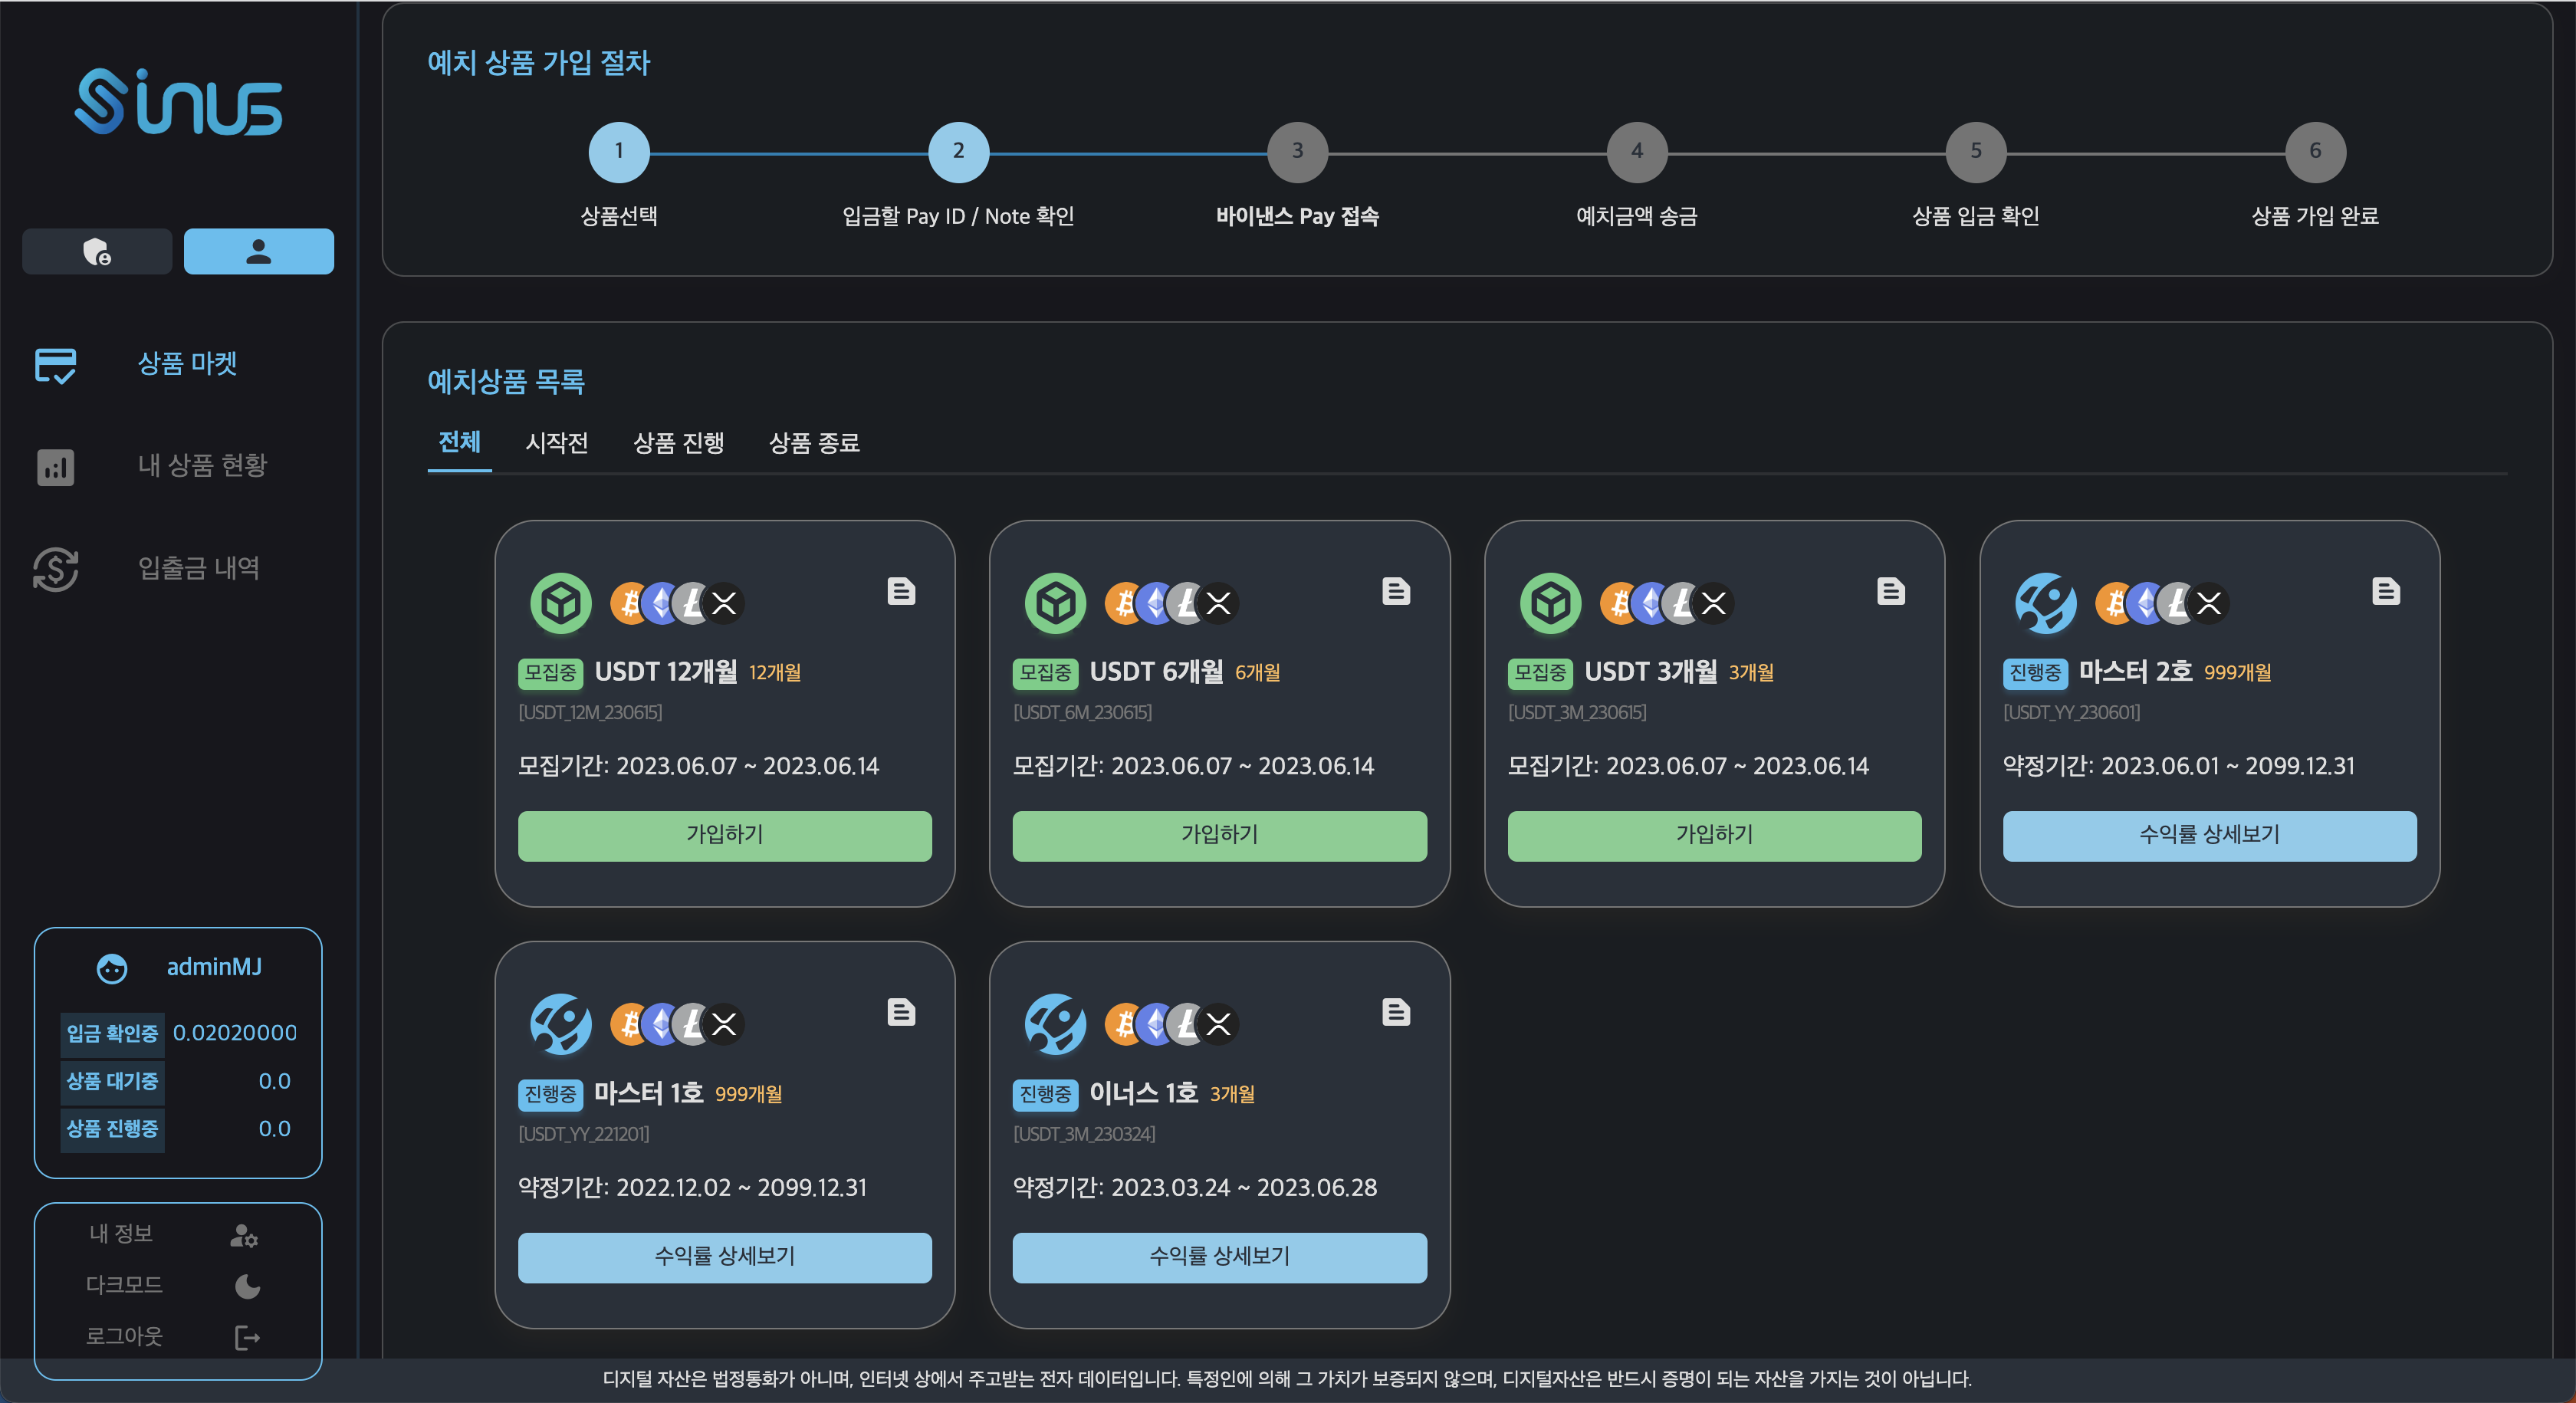 Sinus
상품 마켓
내 상품 현황
입출금 내역
adminMJ
입금 확인중 0.02020000
상품 대기중 0.0
상품 진행중 0.0
내 정보
다크모드
로그아웃
예치 상품 가입 절차
1 2 3 4 5 6
상품선택 입금할 Pay ID / Note 확인 바이낸스 Pay 접속 예치금액 송금 상품 입금 확인 상품 가입 완료
예치상품 목록
전체 시작전 상품 진행 상품 종료
모집중 USDT 12개월 12개월
[USDT_12M_230615]
모집기간: 2023.06.07 ~ 2023.06.14
가입하기
모집중 USDT 6개월 6개월
[USDT_6M_230615]
모집기간: 2023.06.07 ~ 2023.06.14
가입하기
모집중 USDT 3개월 3개월
[USDT_3M_230615]
모집기간: 2023.06.07 ~ 2023.06.14
가입하기
진행중 마스터 2호 999개월
[USDT_YY_230601]
약정기간: 2023.06.01 ~ 2099.12.31
수익률 상세보기
진행중 마스터 1호 999개월
[USDT_YY_221201]
약정기간: 2022.12.02 ~ 2099.12.31
수익률 상세보기
진행중 이너스 1호 3개월
[USDT_3M_230324]
약정기간: 2023.03.24 ~ 2023.06.28
수익률 상세보기
디지털 자산은 법정통화가 아니며, 인터넷 상에서 주고받는 전자 데이터입니다. 특정인에 의해 그 가치가 보증되지 않으며, 디지털자산은 반드시 증명이 되는 자산을 가지는 것이 아닙니다.